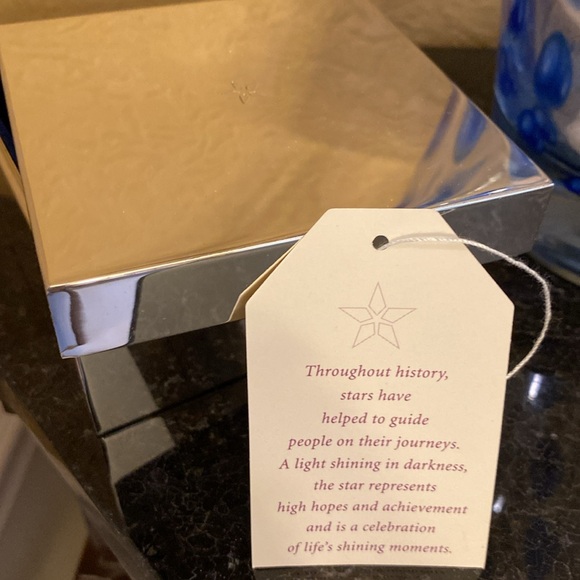 Throughout history,
stars have
helped to guide
people on their journeys.
A light shining in darkness,
the star represents
high hopes and achievement
and is a celebration
of life's shining moments.